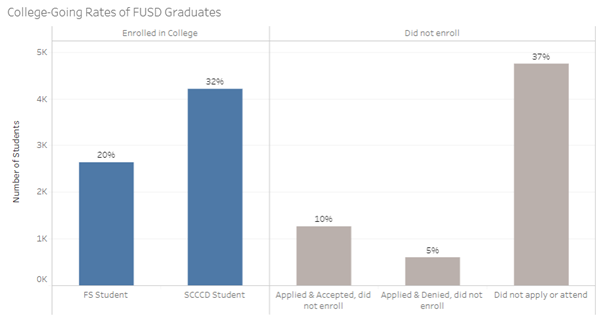 College-Going Rates of FUSD Graduates
Enrolled in College
Did not enroll
Number of Students
5K
4K
3K
2K
1K
0K
20%
32%
10%
5%
37%
FS Student
SCCCD Student
Applied & Accepted, did
not enroll
Applied & Denied, did not
enroll
Did not apply or attend